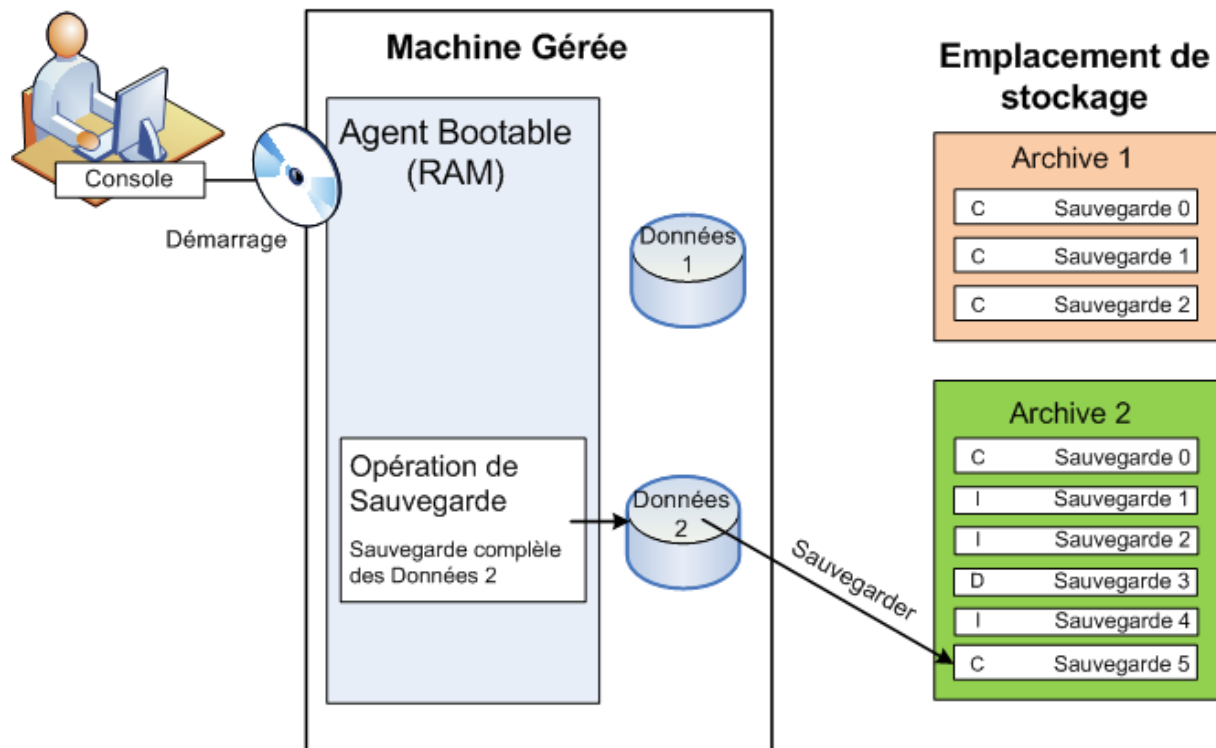 Machine Gérée
Emplacement de
stockage
Agent Bootable
(RAM)
Console
Démarrage
Données
1
Opération de
Sauvegarde
Sauvegarde complèle
des Données 2
Données
2
Sauvegarder
Archive 1
C Sauvegarde 0
C Sauvegarde 1
C Sauvegarde 2
Archive 2
C Sauvegarde 0
I Sauvegarde 1
I Sauvegarde 2
D Sauvegarde 3
I Sauvegarde 4
C Sauvegarde 5